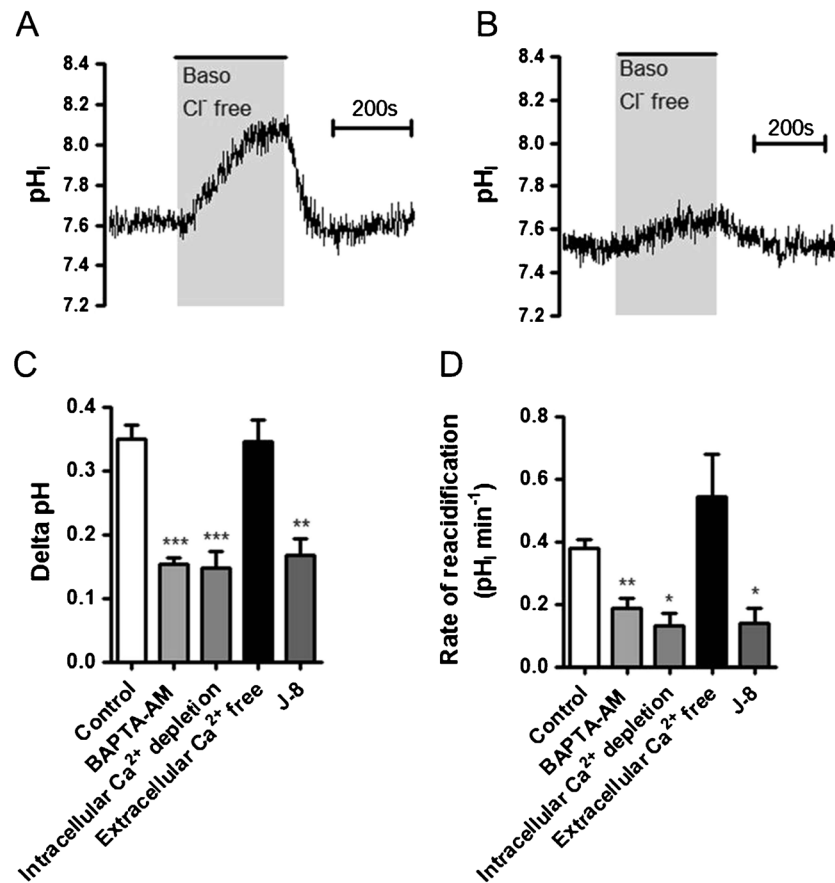 A
8.4
8.2
8.0
7.8
7.6
7.4
7.2
pHI
Baso
Cl- free
200s
B
8.4
8.2
8.0
7.8
7.6
7.4
7.2
pHI
Baso
Cl- free
200s
C
0.4
0.3
0.2
0.1
0.0
Delta pH
***
***
**
Control
BAPTA-AM
Intracellular Ca2+ depletion
Extracellular Ca2+ free
J-8
D
0.8
0.6
0.4
0.2
0.0
Rate of reacidification
(pHI min-1)
**
*
*
Control
BAPTA-AM
Intracellular Ca2+ depletion
Extracellular Ca2+ free
J-8